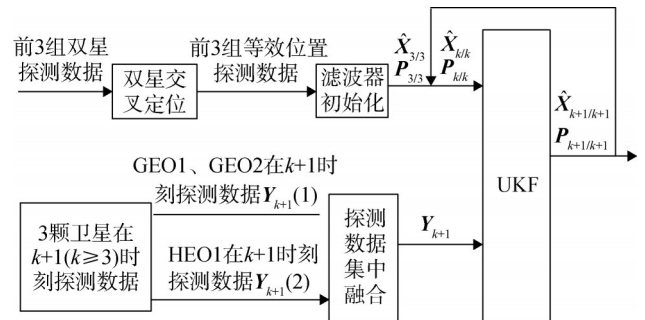 前3组双星
探测数据
双星交
叉定位
前3组等效位置
探测数据
滤波器
初始化
X̂3/3
P3/3
X̂k/k
Pk/k
UKF
X̂k+1/k+1
Pk+1/k+1
3颗卫星在
k+1(k≥3)时
刻探测数据
GEO1、GEO2在k+1时
刻探测数据Yk+1(1)
HEO1在k+1时刻
探测数据Yk+1(2)
探测
数据
集中
融合
Yk+1